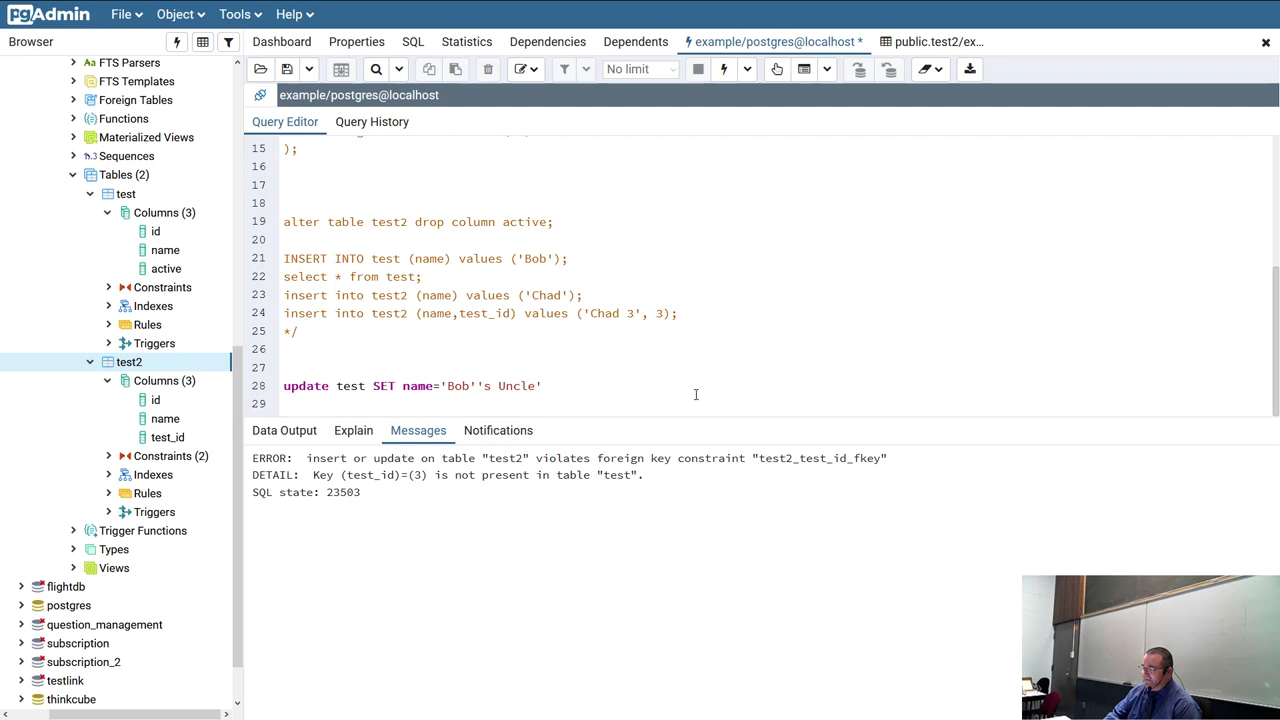 pgAdmin File Object Tools Help
Browser
Dashboard Properties SQL Statistics Dependencies Dependents example/postgres@localhost * public.test2/ex...
No limit
example/postgres@localhost
Query Editor Query History
FTS Parsers
FTS Templates
Foreign Tables
Functions
Materialized Views
1..3 Sequences
Tables (2)
test
Columns (3)
id
name
active
Constraints
Indexes
Rules
Triggers
test2
Columns (3)
id
name
test_id
Constraints (2)
Indexes
Rules
Triggers
Trigger Functions
Types
Views
flightdb
postgres
question_management
subscription
subscription_2
testlink
thinkcube
15 );
16
17
18
19 alter table test2 drop column active;
20
21 INSERT INTO test (name) values ('Bob');
22 select * from test;
23 insert into test2 (name) values ('Chad');
24 insert into test2 (name,test_id) values ('Chad 3', 3);
25 */
26
27
28 update test SET name='Bob''s Uncle'
29
Data Output Explain Messages Notifications
ERROR: insert or update on table "test2" violates foreign key constraint "test2_test_id_fkey"
DETAIL: Key (test_id)=(3) is not present in table "test".
SQL state: 23503